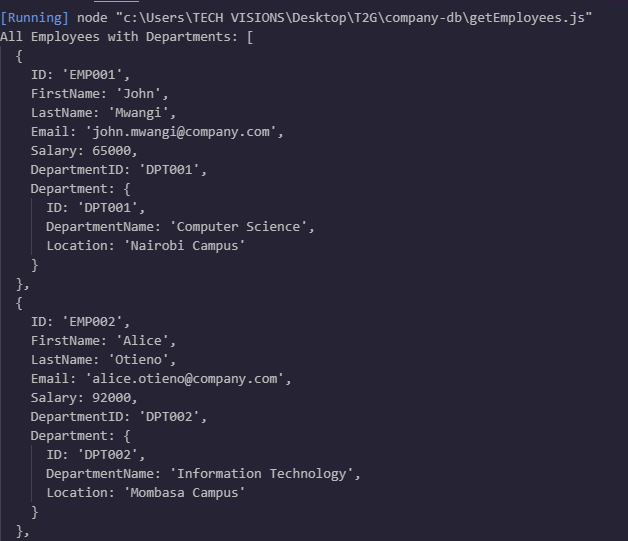 [Running] node "c:\Users\TECH VISIONS\Desktop\T2G\company-db\getEmployees.js"
All Employees with Departments: [
  {
    ID: 'EMP001',
    FirstName: 'John',
    LastName: 'Mwangi',
    Email: 'john.mwangi@company.com',
    Salary: 65000,
    DepartmentID: 'DPT001',
    Department: {
      ID: 'DPT001',
      DepartmentName: 'Computer Science',
      Location: 'Nairobi Campus'
    }
  },
  {
    ID: 'EMP002',
    FirstName: 'Alice',
    LastName: 'Otieno',
    Email: 'alice.otieno@company.com',
    Salary: 92000,
    DepartmentID: 'DPT002',
    Department: {
      ID: 'DPT002',
      DepartmentName: 'Information Technology',
      Location: 'Mombasa Campus'
    }
  },